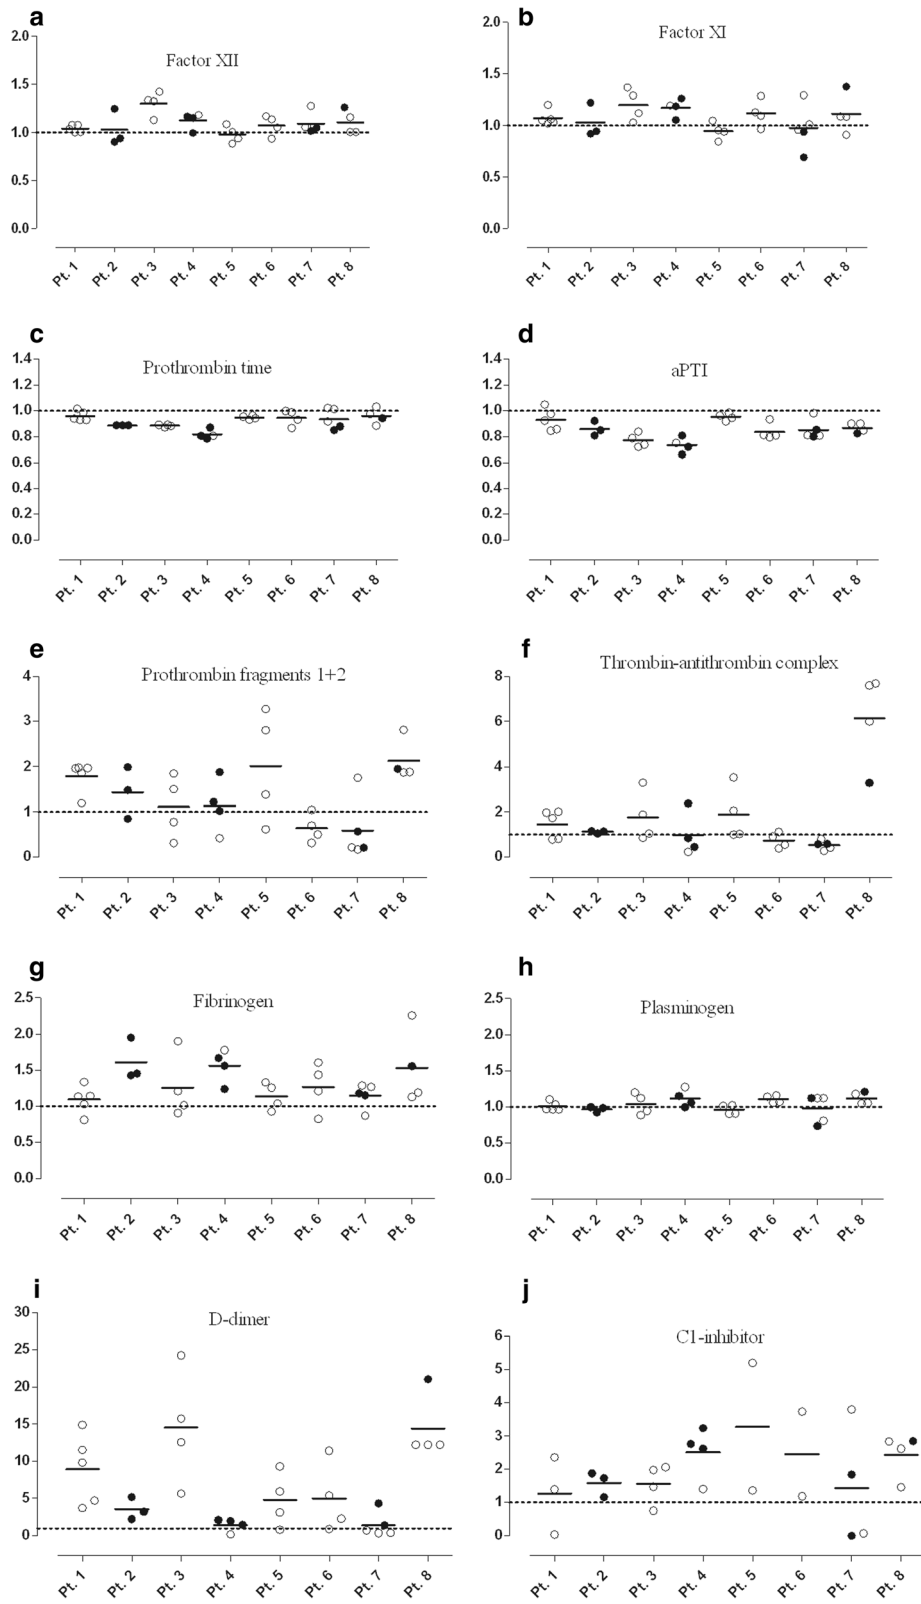 a
Factor XII
2.0
1.5
1.0
0.5
0.0
Pt. 1 Pt. 2 Pt. 3 Pt. 4 Pt. 5 Pt. 6 Pt. 7 Pt. 8
b
Factor XI
2.0
1.5
1.0
0.5
0.0
Pt. 1 Pt. 2 Pt. 3 Pt. 4 Pt. 5 Pt. 6 Pt. 7 Pt. 8
c
Prothrombin time
1.4
1.2
1.0
0.8
0.6
0.4
0.2
0.0
Pt. 1 Pt. 2 Pt. 3 Pt. 4 Pt. 5 Pt. 6 Pt. 7 Pt. 8
d
aPTI
1.4
1.2
1.0
0.8
0.6
0.4
0.2
0.0
Pt. 1 Pt. 2 Pt. 3 Pt. 4 Pt. 5 Pt. 6 Pt. 7 Pt. 8
e
Prothrombin fragments 1+2
4
3
2
1
0
Pt. 1 Pt. 2 Pt. 3 Pt. 4 Pt. 5 Pt. 6 Pt. 7 Pt. 8
f
Thrombin-antithrombin complex
8
6
4
2
0
Pt. 1 Pt. 2 Pt. 3 Pt. 4 Pt. 5 Pt. 6 Pt. 7 Pt. 8
g
Fibrinogen
2.5
2.0
1.5
1.0
0.5
0.0
Pt. 1 Pt. 2 Pt. 3 Pt. 4 Pt. 5 Pt. 6 Pt. 7 Pt. 8
h
Plasminogen
2.5
2.0
1.5
1.0
0.5
0.0
Pt. 1 Pt. 2 Pt. 3 Pt. 4 Pt. 5 Pt. 6 Pt. 7 Pt. 8
i
D-dimer
30
25
20
15
10
5
0
Pt. 1 Pt. 2 Pt. 3 Pt. 4 Pt. 5 Pt. 6 Pt. 7 Pt. 8
j
C1-inhibitor
6
5
4
3
2
1
0
Pt. 1 Pt. 2 Pt. 3 Pt. 4 Pt. 5 Pt. 6 Pt. 7 Pt. 8